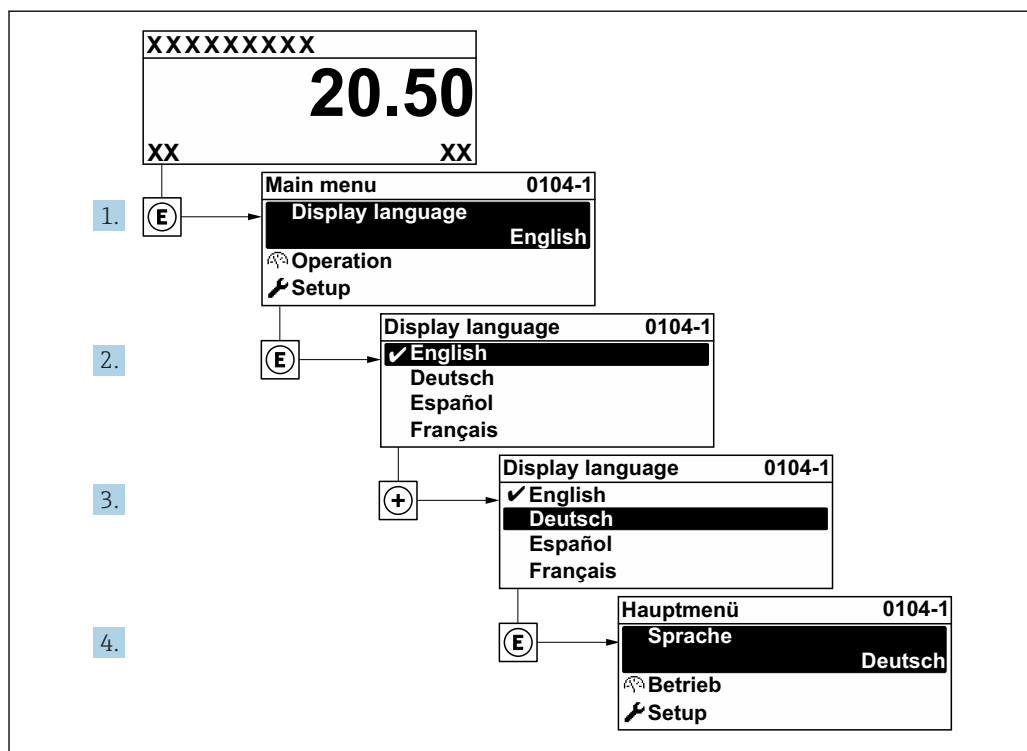 XXXXXXXXX
20.50
XX XX
1. E
Main menu 0104-1
Display language
English
Operation
Setup
2. E
Display language 0104-1
✔English
Deutsch
Español
Français
3. +
Display language 0104-1
✔English
Deutsch
Español
Français
4. E
Hauptmenü 0104-1
Sprache
Deutsch
Betrieb
Setup